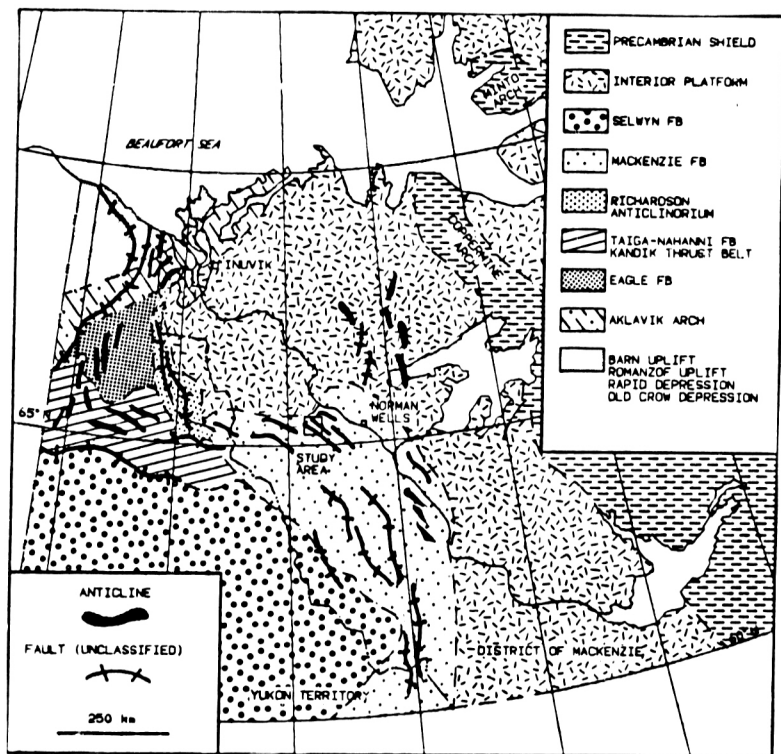 PRECAMBRIAN SHIELD
INTERIOR PLATFORM
SELWYN FB
MACKENZIE FB
RICHARDSON
ANTICLINORIUM
TAIGA-NAHANNI FB
KANDIK THRUST BELT
EAGLE FB
AKLAVIK ARCH
BARN UPLIFT
ROMANZOF UPLIFT
RAPID DEPRESSION
OLD CROW DEPRESSION
MINTO
ARCH
BEAUFORT SEA
COPPERMINE
ARCH
INUVIK
65°N
NORMAN
WELLS
STUDY
AREA
60°N
DISTRICT OF MACKENZIE
YUKON TERRITORY
ANTICLINE
FAULT (UNCLASSIFIED)
250 km